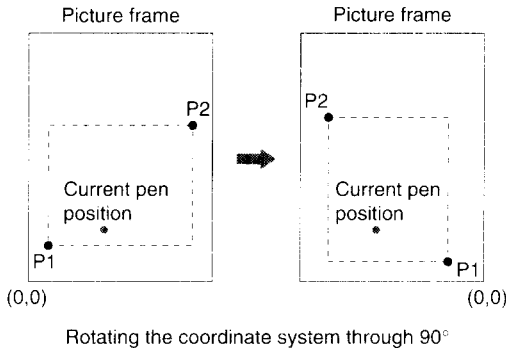 Picture frame
P2
Current pen
position
P1
(0,0)
Picture frame
P2
Current pen
position
P1
(0,0)
Rotating the coordinate system through 90°